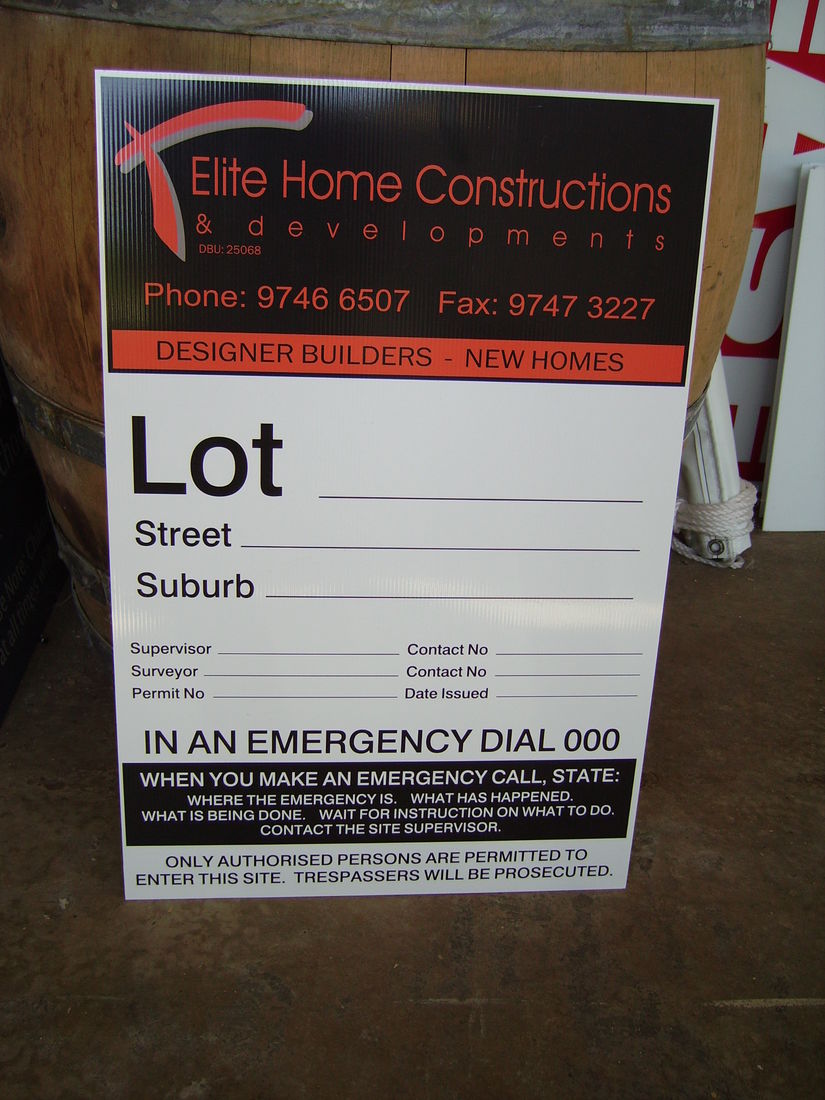 Elite Home Constructions
& developments
DBU: 25068
Phone: 9746 6507 Fax: 9747 3227
DESIGNER BUILDERS - NEW HOMES
Lot
Street
Suburb
Supervisor Contact No
Surveyor Contact No
Permit No Date Issued
IN AN EMERGENCY DIAL 000
WHEN YOU MAKE AN EMERGENCY CALL, STATE:
WHERE THE EMERGENCY IS. WHAT HAS HAPPENED.
WHAT IS BEING DONE. WAIT FOR INSTRUCTION ON WHAT TO DO.
CONTACT THE SITE SUPERVISOR.
ONLY AUTHORISED PERSONS ARE PERMITTED TO
ENTER THIS SITE. TRESPASSERS WILL BE PROSECUTED.